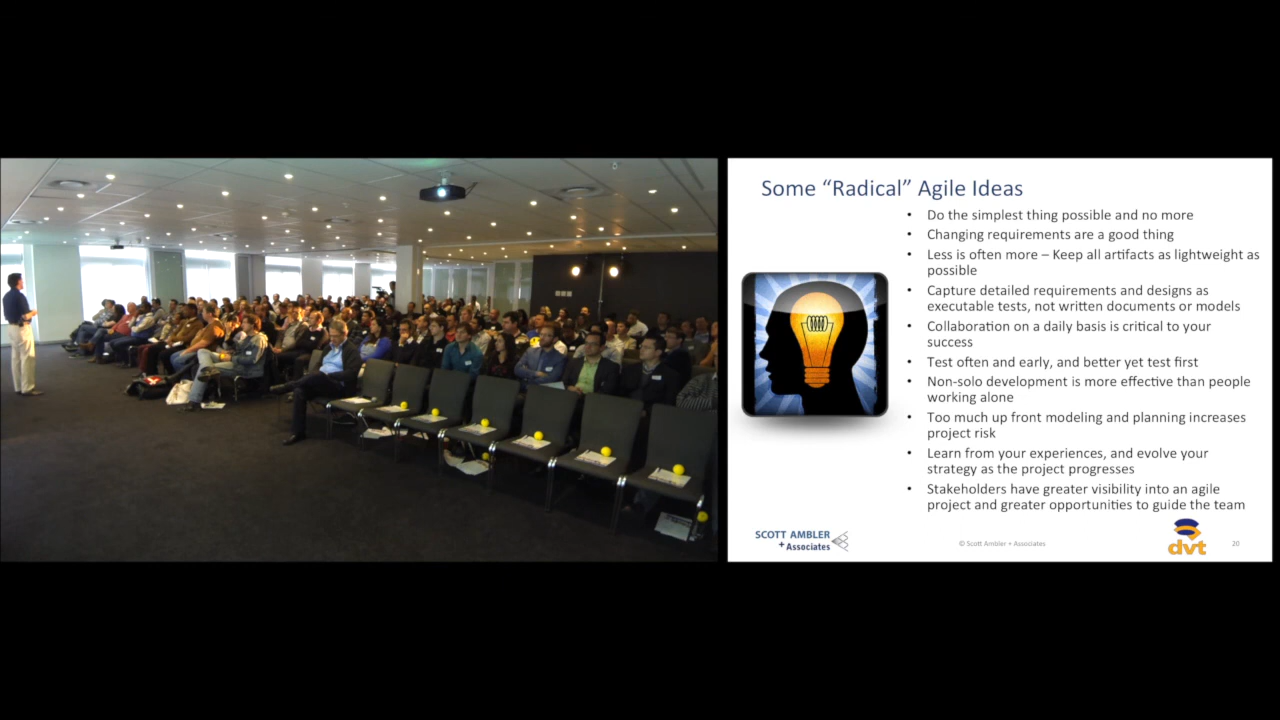 Some “Radical” Agile Ideas
• Do the simplest thing possible and no more
• Changing requirements are a good thing
• Less is often more – Keep all artifacts as lightweight as
possible
• Capture detailed requirements and designs as
executable tests, not written documents or models
• Collaboration on a daily basis is critical to your
success
• Test often and early, and better yet test first
• Non-solo development is more effective than people
working alone
• Too much up front modeling and planning increases
project risk
• Learn from your experiences, and evolve your
strategy as the project progresses
• Stakeholders have greater visibility into an agile
project and greater opportunities to guide the team
SCOTT AMBLER
+ Associates
© Scott Ambler + Associates
dvt
20